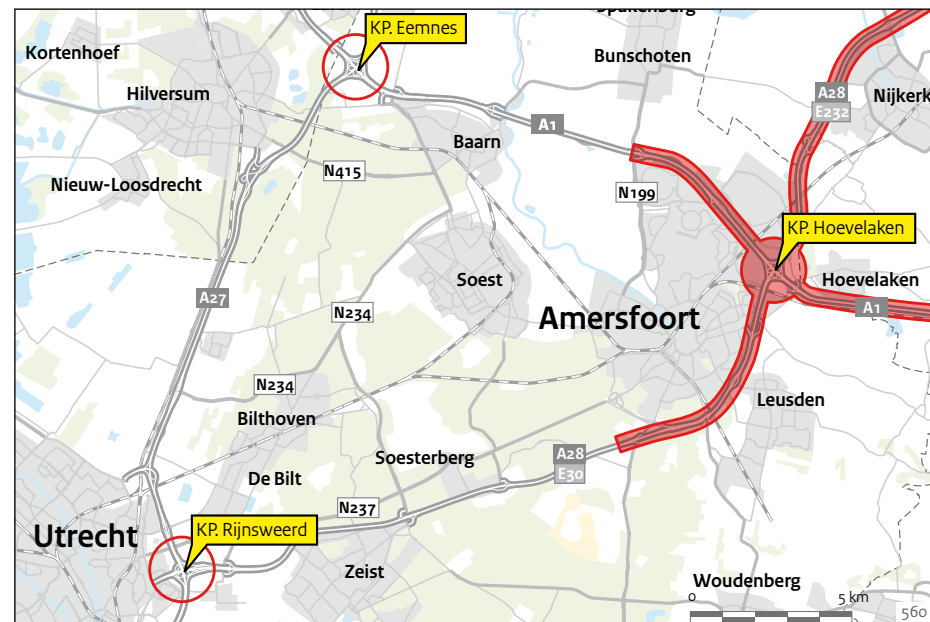 Spakenburg
KP. Eemnes
Kortenhoef
Bunschoten
Hilversum
A28
E232
Nijkerk
A1
Baarn
N415
Nieuw-Loosdrecht
N199
KP. Hoevelaken
Soest
Hoevelaken
A27
A1
N234
Amersfoort
N234
Leusden
Bilthoven
Soesterberg
A28
E30
De Bilt
N237
Utrecht
KP. Rijnsweerd
Zeist
Woudenberg
0
5 km
560